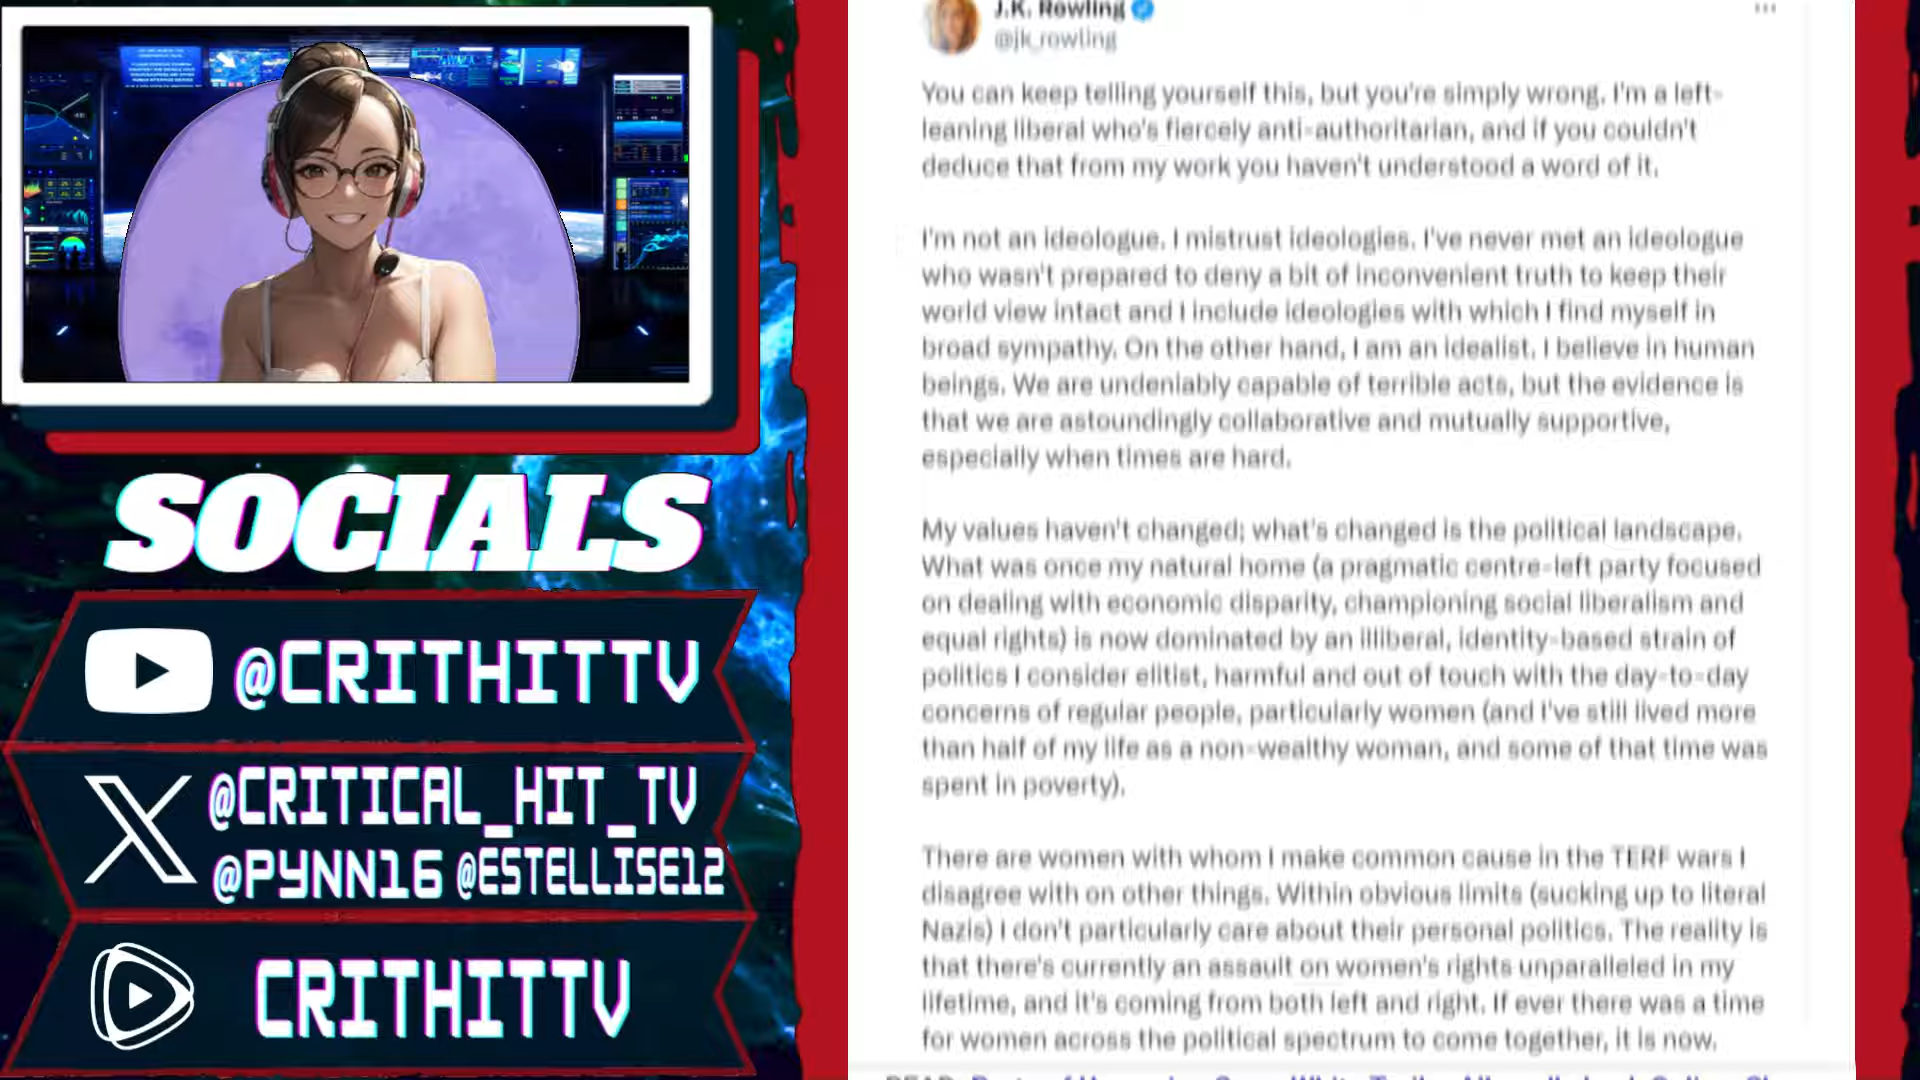 SOCIALS
@CRITHITTV
@CRITICAL_HIT_TV
@PYNN16 @ESTELLISE12
CRITHITTV
J.K. Rowling
@jk_rowling
You can keep telling yourself this, but you're simply wrong. I'm a left-
leaning liberal who's fiercely anti-authoritarian, and if you couldn't
deduce that from my work you haven't understood a word of it.
I'm not an ideologue. I mistrust ideologies. I've never met an ideologue
who wasn't prepared to deny a bit of inconvenient truth to keep their
world view intact and I include ideologies with which I find myself in
broad sympathy. On the other hand, I am an idealist. I believe in human
beings. We are undeniably capable of terrible acts, but the evidence is
that we are astoundingly collaborative and mutually supportive,
especially when times are hard.
My values haven't changed; what's changed is the political landscape.
What was once my natural home (a pragmatic centre-left party focused
on dealing with economic disparity, championing social liberalism and
equal rights) is now dominated by an illiberal, identity-based strain of
politics I consider elitist, harmful and out of touch with the day-to-day
concerns of regular people, particularly women (and I've still lived more
than half of my life as a non-wealthy woman, and some of that time was
spent in poverty).
There are women with whom I make common cause in the TERF wars I
disagree with on other things. Within obvious limits (sucking up to literal
Nazis) I don't particularly care about their personal politics. The reality is
that there's currently an assault on women's rights unparalleled in my
lifetime, and it's coming from both left and right. If ever there was a time
for women across the political spectrum to come together, it is now.